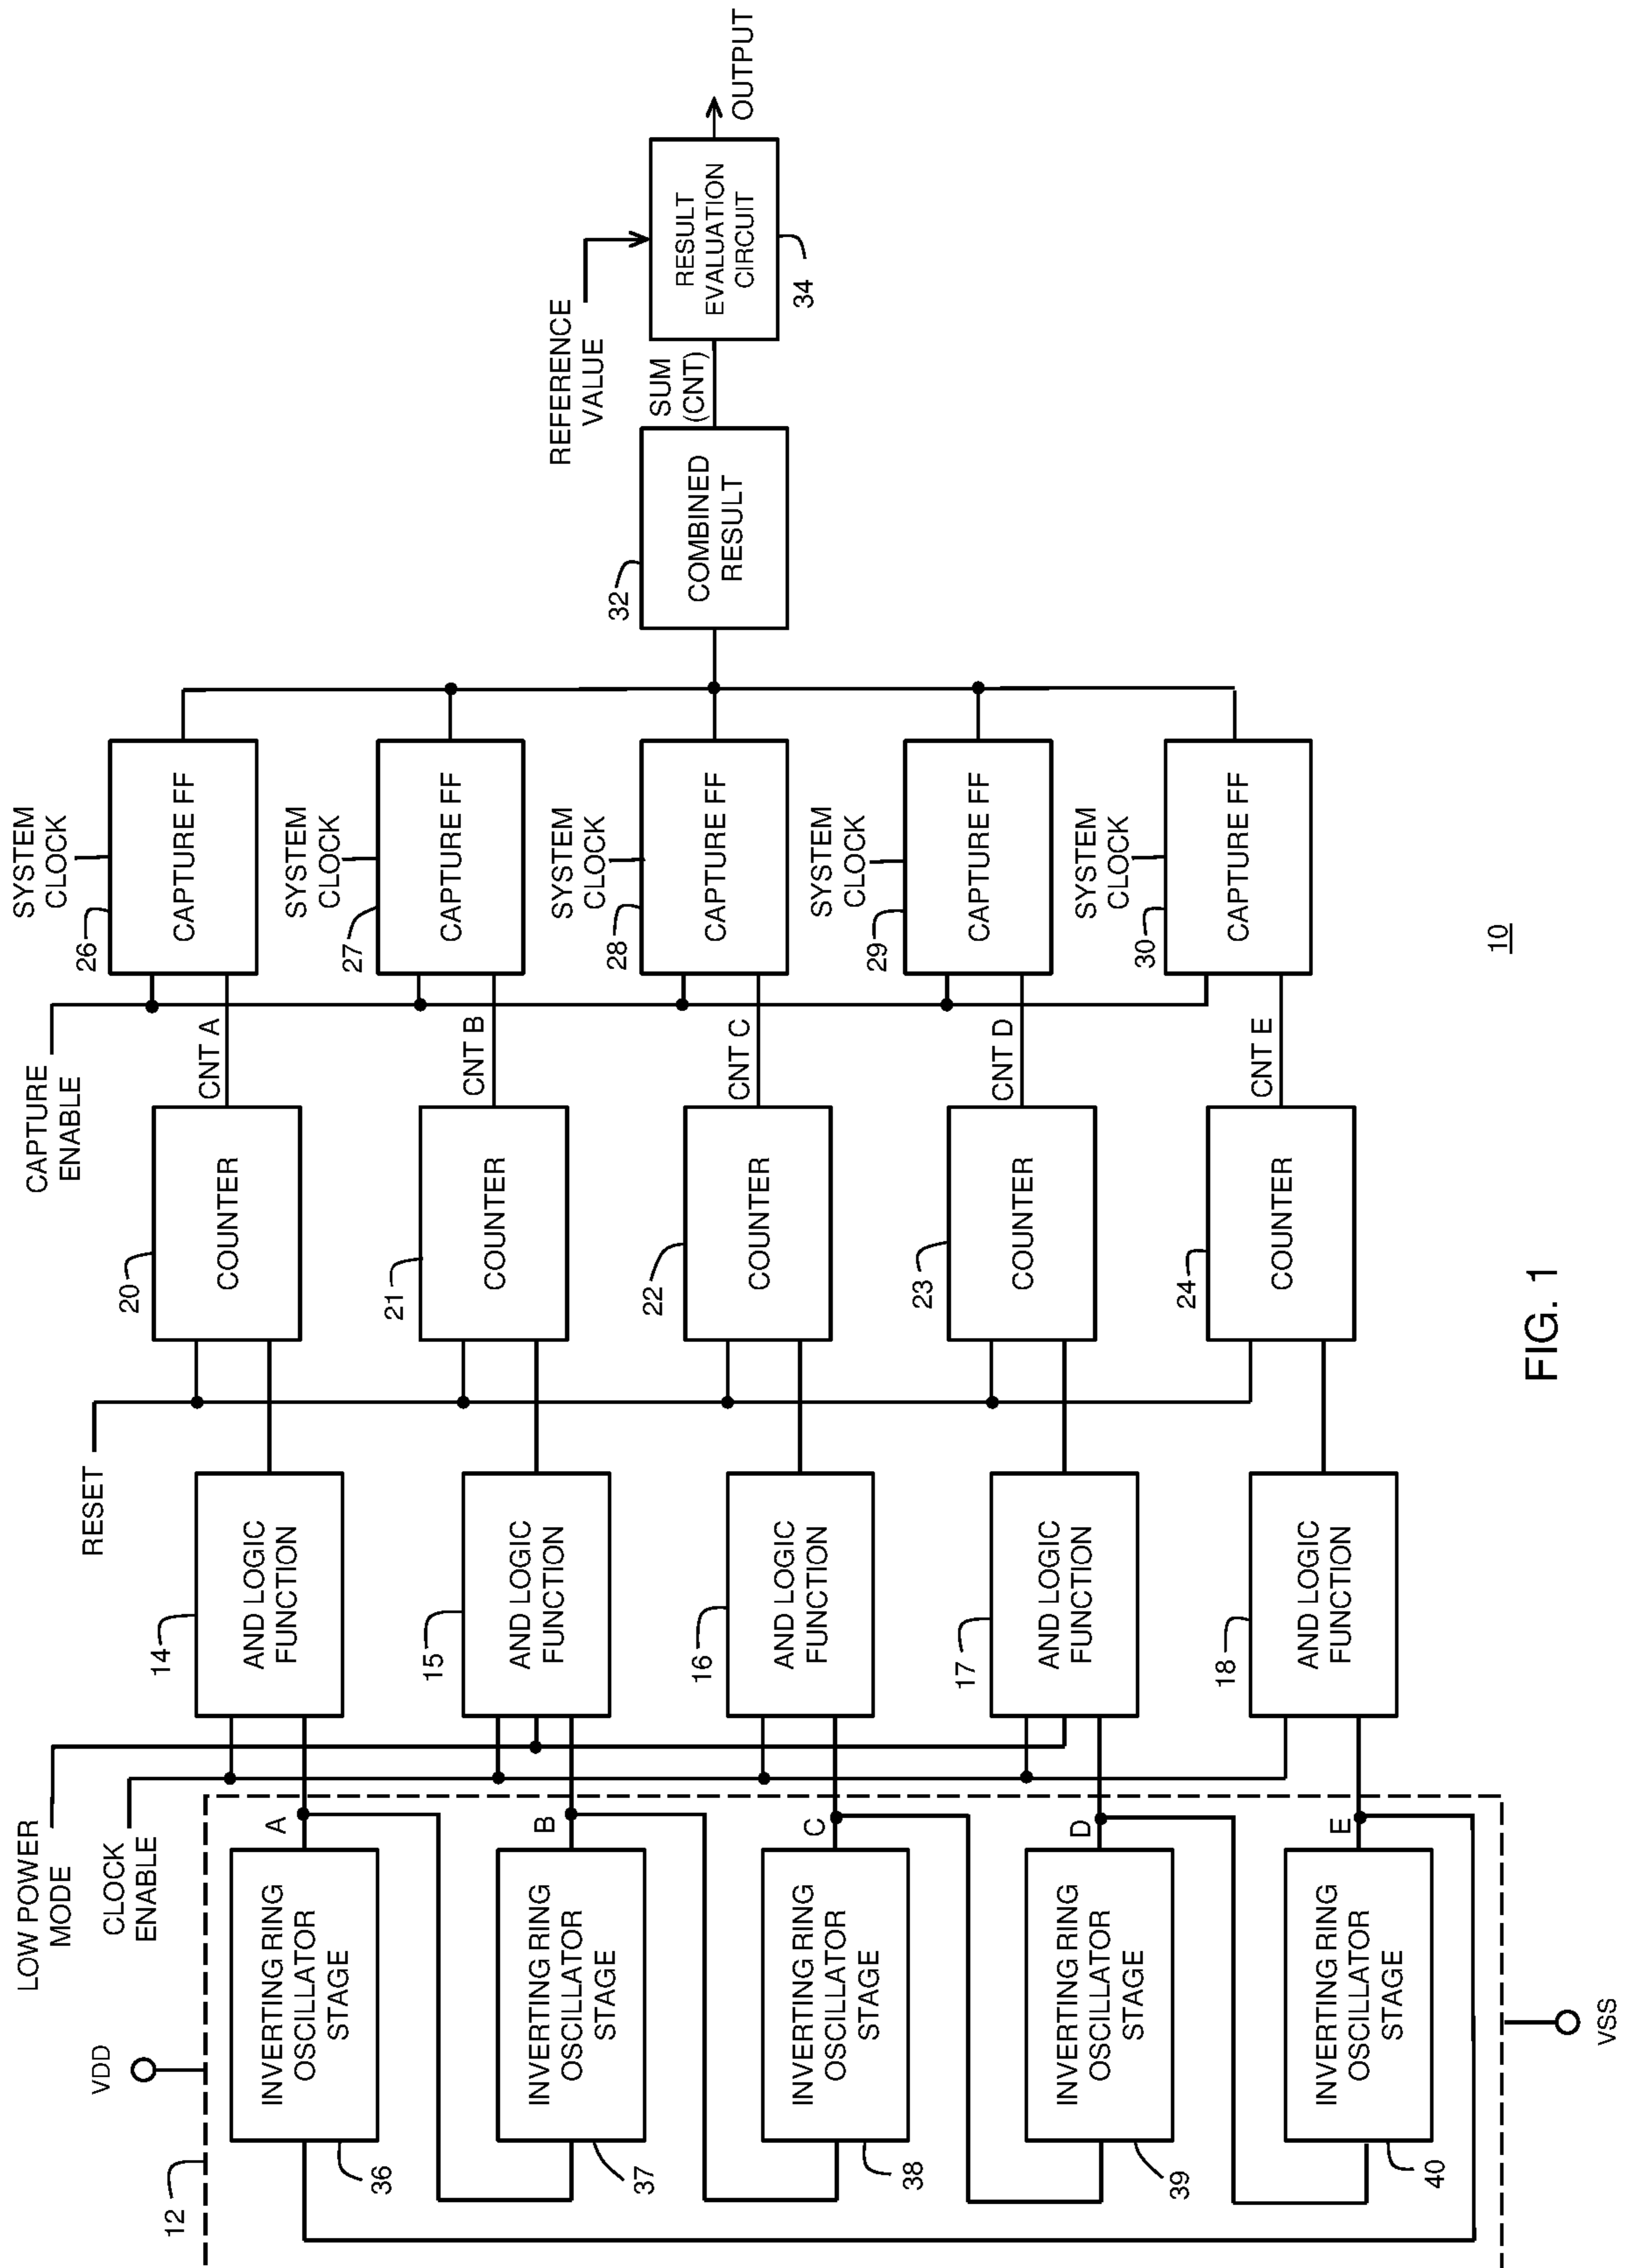 LOW POWER
MODE
CLOCK
ENABLE
RESET
CAPTURE
ENABLE
VDD
12
INVERTING RING
OSCILLATOR
STAGE
36
A
14
AND LOGIC
FUNCTION
20
COUNTER
CNT A
SYSTEM
CLOCK
26
CAPTURE FF
INVERTING RING
OSCILLATOR
STAGE
37
B
15
AND LOGIC
FUNCTION
21
COUNTER
CNT B
SYSTEM
CLOCK
27
CAPTURE FF
INVERTING RING
OSCILLATOR
STAGE
38
C
16
AND LOGIC
FUNCTION
22
COUNTER
CNT C
SYSTEM
CLOCK
28
CAPTURE FF
INVERTING RING
OSCILLATOR
STAGE
39
D
17
AND LOGIC
FUNCTION
23
COUNTER
CNT D
SYSTEM
CLOCK
29
CAPTURE FF
INVERTING RING
OSCILLATOR
STAGE
40
E
18
AND LOGIC
FUNCTION
24
COUNTER
CNT E
SYSTEM
CLOCK
30
CAPTURE FF
32
COMBINED
RESULT
SUM
(CNT)
REFERENCE
VALUE
RESULT
EVALUATION
CIRCUIT
34
OUTPUT
VSS
10
FIG. 1